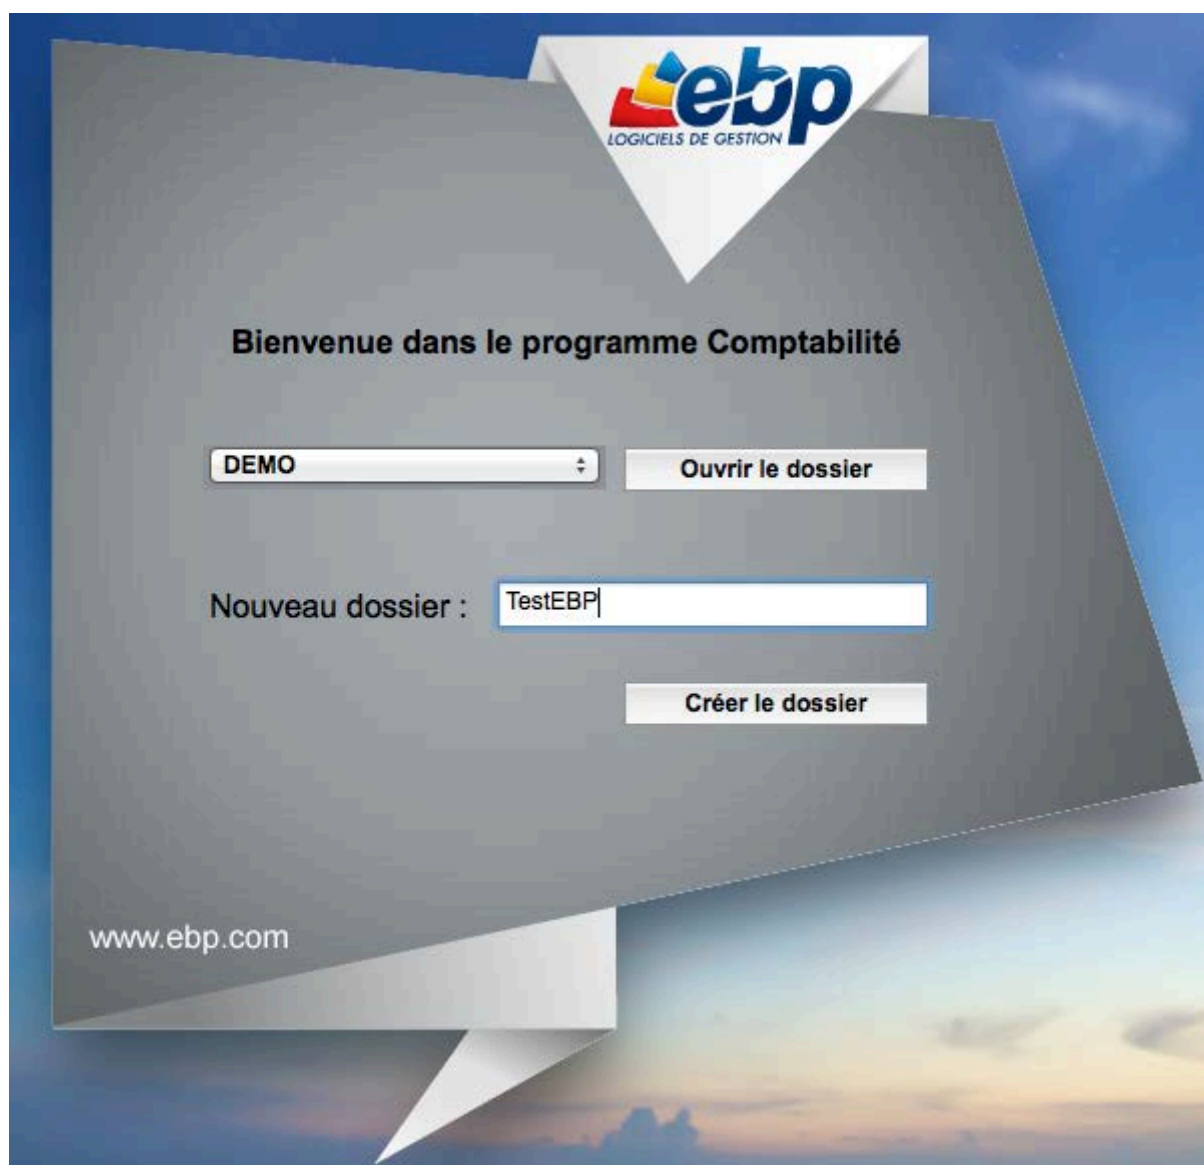 ebp
LOGICIELS DE GESTION
Bienvenue dans le programme Comptabilité
DEMO
Ouvrir le dossier
Nouveau dossier :
TestEBP
Créer le dossier
www.ebp.com